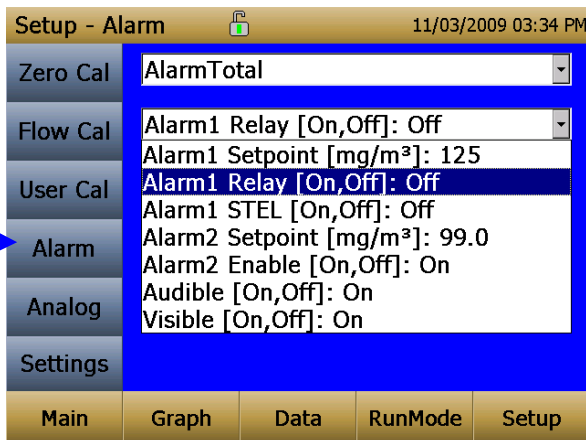 Setup - Alarm 11/03/2009 03:34 PM
Zero Cal
AlarmTotal
Flow Cal
Alarm1 Relay [On,Off]: Off
Alarm1 Setpoint [mg/m³]: 125
User Cal
Alarm1 Relay [On,Off]: Off
Alarm1 STEL [On,Off]: Off
Alarm
Alarm2 Setpoint [mg/m³]: 99.0
Alarm2 Enable [On,Off]: On
Analog
Audible [On,Off]: On
Visible [On,Off]: On
Settings
Main Graph Data RunMode Setup